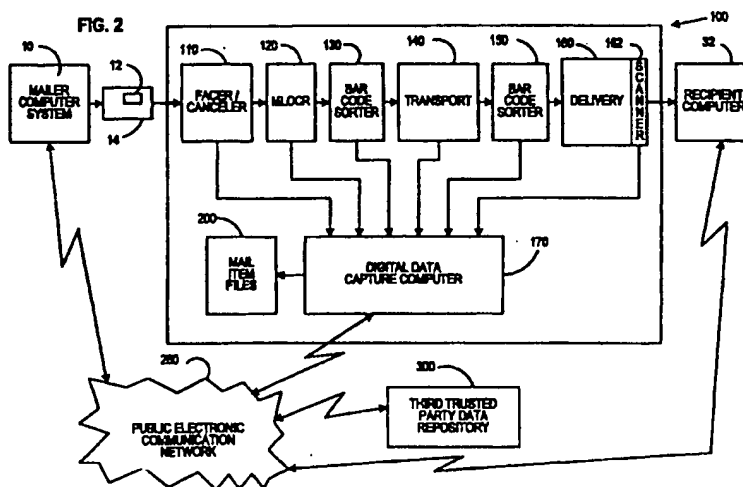 FIG. 2
100
10
12
110
120
130
140
150
160
162
32
MAILER
COMPUTER
SYSTEM
14
FACER /
CANCELER
MLOCR
BAR
CODE
SORTER
TRANSPORT
BAR
CODE
SORTER
DELIVERY
SCANNER
RECIPIENT
COMPUTER
200
170
MAIL
ITEM
FILES
DIGITAL DATA
CAPTURE COMPUTER
250
300
PUBLIC ELECTRONIC
COMMUNICATION
NETWORK
THIRD TRUSTED
PARTY DATA
REPOSITORY